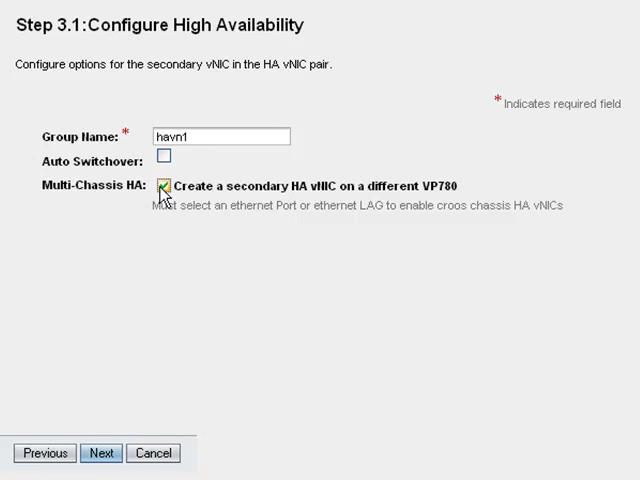 Step 3.1:Configure High Availability
Configure options for the secondary vNIC in the HA vNIC pair.
* Indicates required field
Group Name: * havn1
Auto Switchover:
Multi-Chassis HA: Create a secondary HA vNIC on a different VP780
Must select an ethernet Port or ethernet LAG to enable croos chassis HA vNICs
Previous Next Cancel